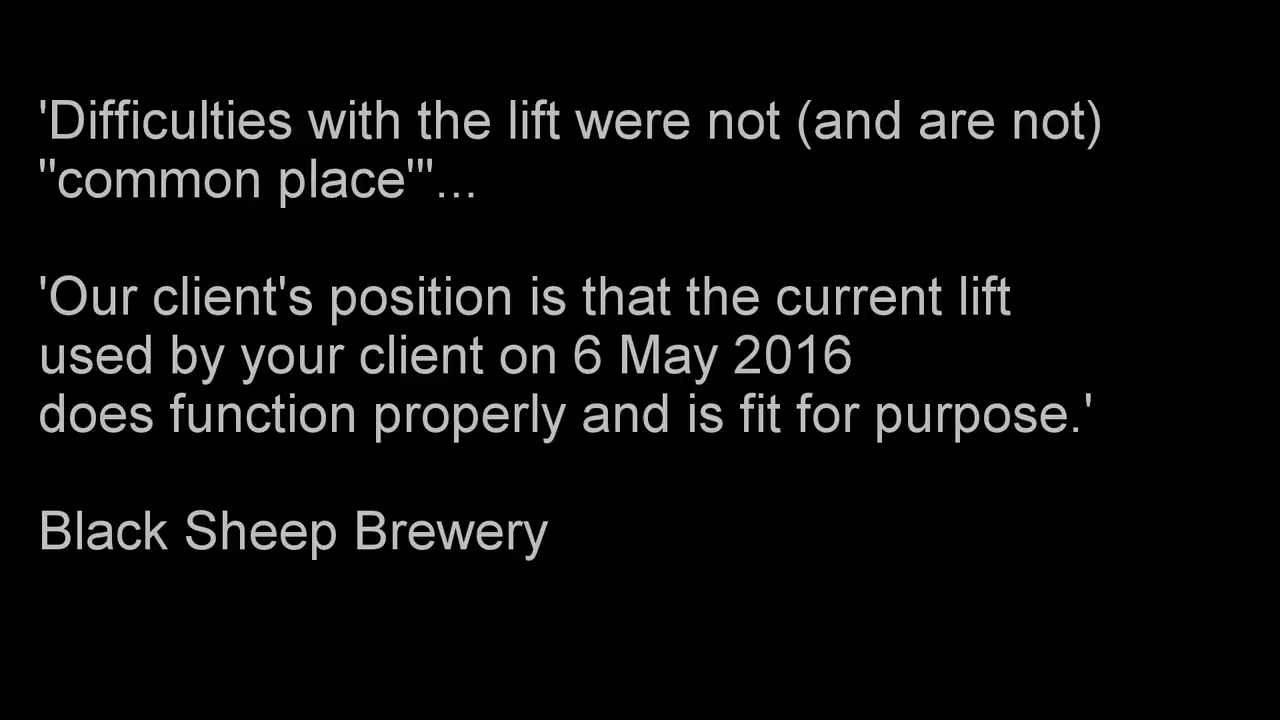 'Difficulties with the lift were not (and are not)
"common place'"...
'Our client's position is that the current lift
used by your client on 6 May 2016
does function properly and is fit for purpose.'
Black Sheep Brewery